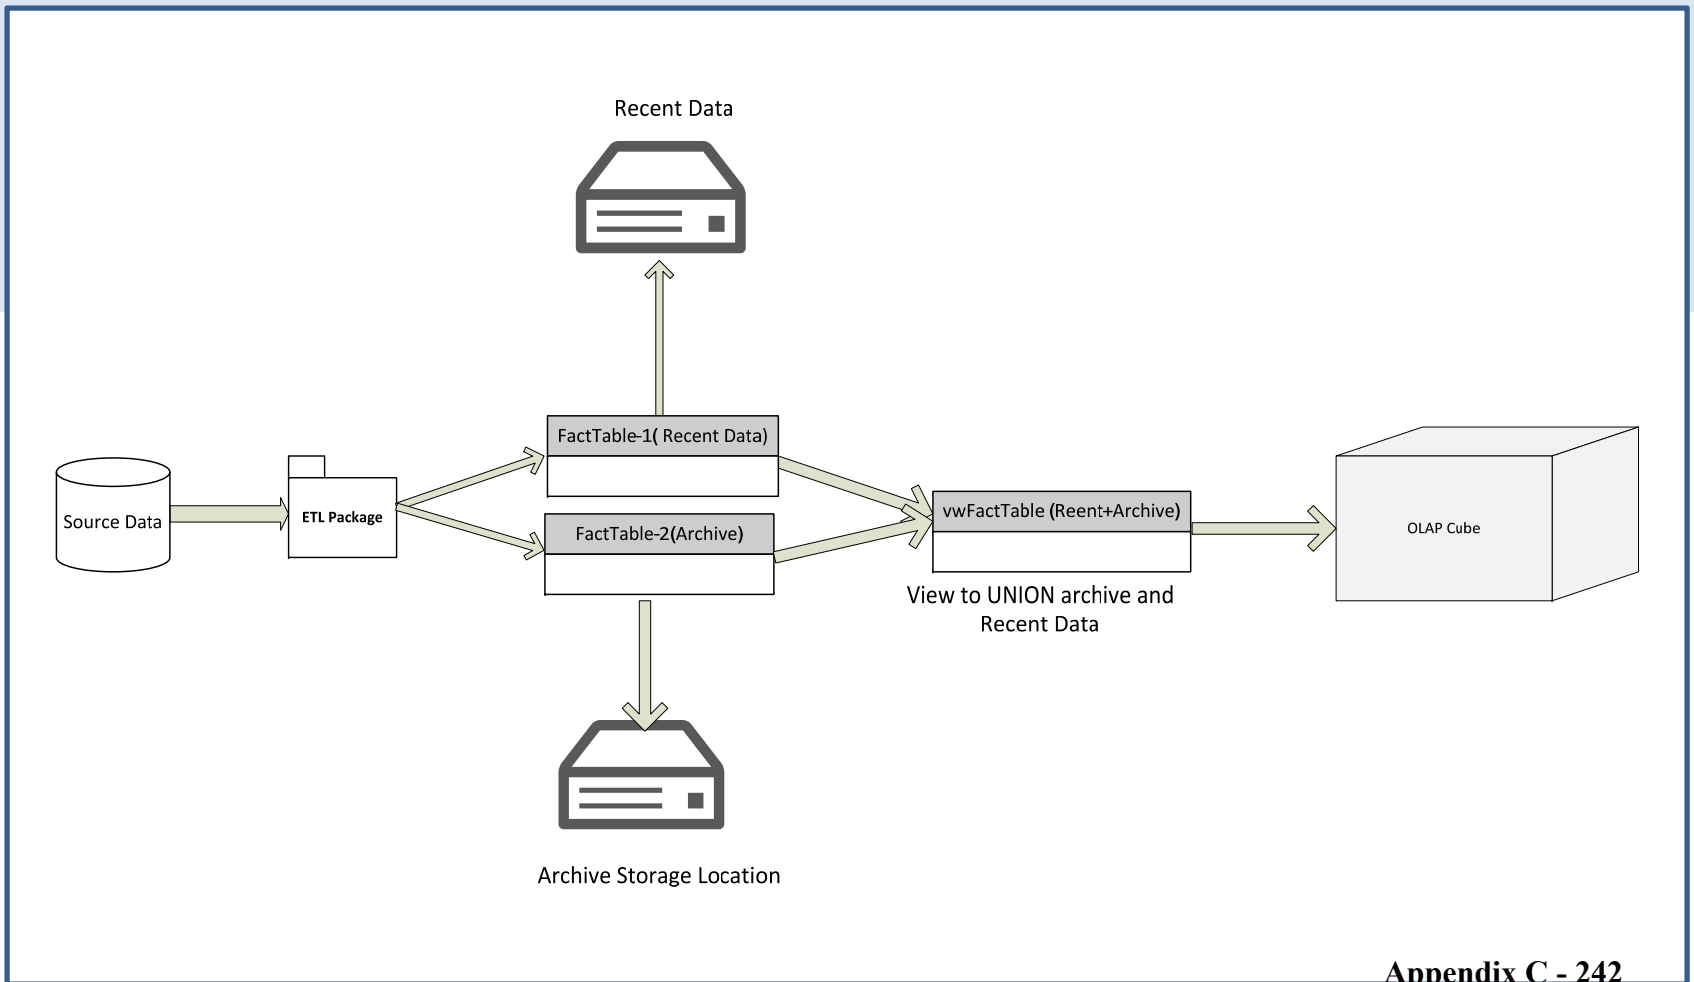 Recent Data
FactTable-1( Recent Data)
Source Data
ETL Package
FactTable-2(Archive)
vwFactTable (Reent+Archive)
OLAP Cube
View to UNION archive and
Recent Data
Archive Storage Location
Appendix C - 242